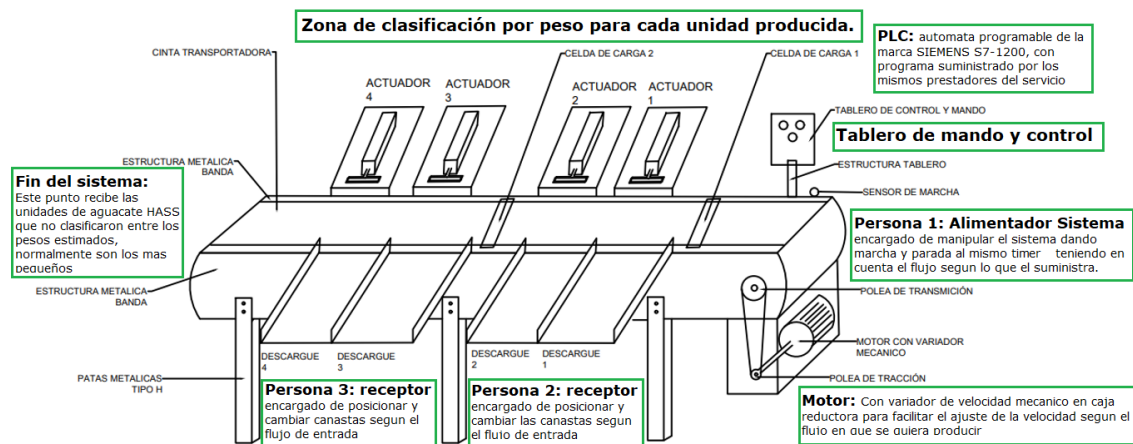 Zona de clasificación por peso para cada unidad producida.
PLC: automata programable de la
marca SIEMENS S7-1200, con
programa suministrado por los
mismos prestadores del servicio
CINTA TRANSPORTADORA
CELDA DE CARGA 2
CELDA DE CARGA 1
ACTUADOR
4
ACTUADOR
3
ACTUADOR
2
ACTUADOR
1
TABLERO DE CONTROL Y MANDO
Tablero de mando y control
ESTRUCTURA METALICA
BANDA
ESTRUCTURA TABLERO
SENSOR DE MARCHA
Fin del sistema:
Este punto recibe las
unidades de aguacate HASS
que no clasificaron entre los
pesos estimados,
normalmente son los mas
pequeños
Persona 1: Alimentador Sistema
encargado de manipular el sistema dando
marcha y parada al mismo timer teniendo en
cuenta el flujo segun lo que el suministra.
ESTRUCTURA METALICA
BANDA
POLEA DE TRANSMICIÓN
MOTOR CON VARIADOR
MECANICO
DESCARGUE
4
DESCARGUE
3
DESCARGUE
2
DESCARGUE
1
PATAS METALICAS
TIPO H
POLEA DE TRACCIÓN
Persona 3: receptor
encargado de posicionar y
cambiar canastas segun el
flujo de entrada
Persona 2: receptor
encargado de posicionar y
cambiar las canastas segun
el flujo de entrada
Motor: Con variador de velocidad mecanico en caja
reductora para facilitar el ajuste de la velocidad segun el
flujo en que se quiera producir